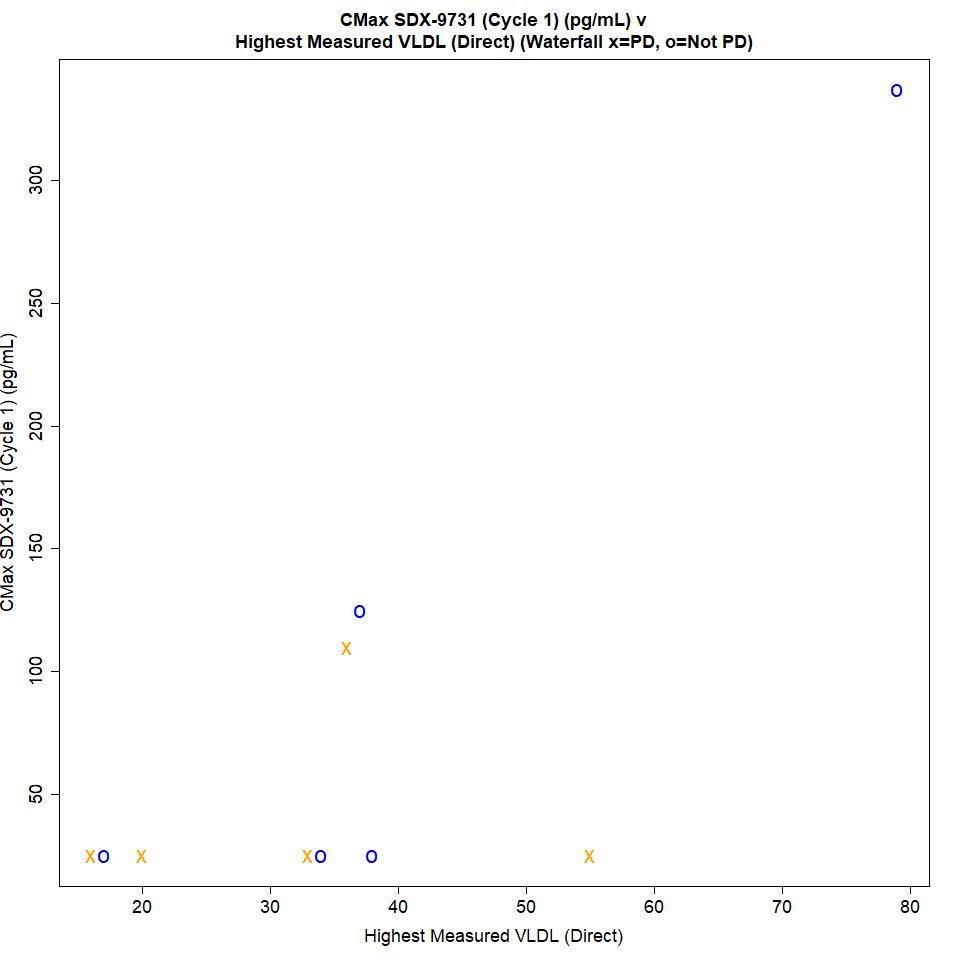 CMax SDX-9731 (Cycle 1) (pg/mL) v
Highest Measured VLDL (Direct) (Waterfall x=PD, o=Not PD)
CMax SDX-9731 (Cycle 1) (pg/mL)
300
250
200
150
100
50
O
O
X
X O X X O O X
20 30 40 50 60 70 80
Highest Measured VLDL (Direct)